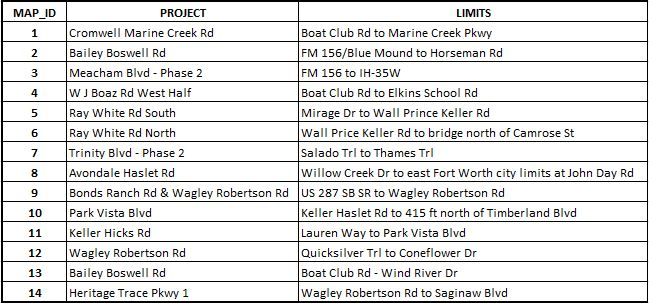 MAP_ID PROJECT LIMITS
1 Cromwell Marine Creek Rd Boat Club Rd to Marine Creek Pkwy
2 Bailey Boswell Rd FM 156/Blue Mound to Horseman Rd
3 Meacham Blvd - Phase 2 FM 156 to IH-35W
4 W J Boaz Rd West Half Boat Club Rd to Elkins School Rd
5 Ray White Rd South Mirage Dr to Wall Prince Keller Rd
6 Ray White Rd North Wall Price Keller Rd to bridge north of Camrose St
7 Trinity Blvd - Phase 2 Salado Trl to Thames Trl
8 Avondale Haslet Rd Willow Creek Dr to east Fort Worth city limits at John Day Rd
9 Bonds Ranch Rd & Wagley Robertson Rd US 287 SB SR to Wagley Robertson Rd
10 Park Vista Blvd Keller Haslet Rd to 415 ft north of Timberland Blvd
11 Keller Hicks Rd Lauren Way to Park Vista Blvd
12 Wagley Robertson Rd Quicksilver Trl to Coneflower Dr
13 Bailey Boswell Rd Boat Club Rd - Wind River Dr
14 Heritage Trace Pkwy 1 Wagley Robertson Rd to Saginaw Blvd